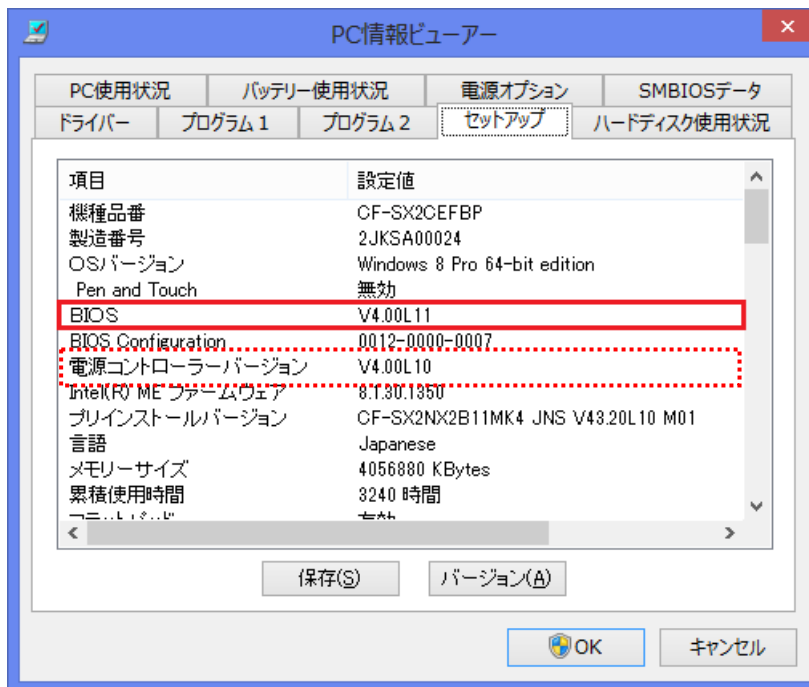 PC情報ビューアー
PC使用状況 バッテリー使用状況 電源オプション SMBIOSデータ
ドライバー プログラム1 プログラム2 セットアップ ハードディスク使用状況
項目 設定値
機種品番 CF-SX2CEFBP
製造番号 2JKSA00024
OSバージョン Windows 8 Pro 64-bit edition
Pen and Touch 無効
BIOS V4.00L11
BIOS Configuration 0012-0000-0007
電源コントローラーバージョン V4.00L10
Intel(R) ME ファームウェア 8.1.30.1350
プリインストールバージョン CF-SX2NX2B11MK4 JNS V43.20L10 M01
言語 Japanese
メモリーサイズ 4056880 KBytes
累積使用時間 3240 時間
保存(S) バージョン(A)
OK キャンセル